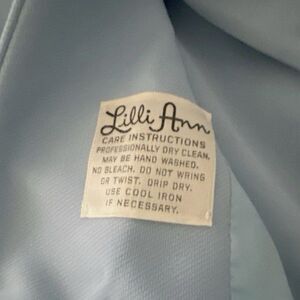 Lilli Ann
CARE INSTRUCTIONS
PROFESSIONALLY DRY CLEAN.
MAY BE HAND WASHED.
NO BLEACH. DO NOT WRING
OR TWIST. DRIP DRY.
USE COOL IRON
IF NECESSARY.